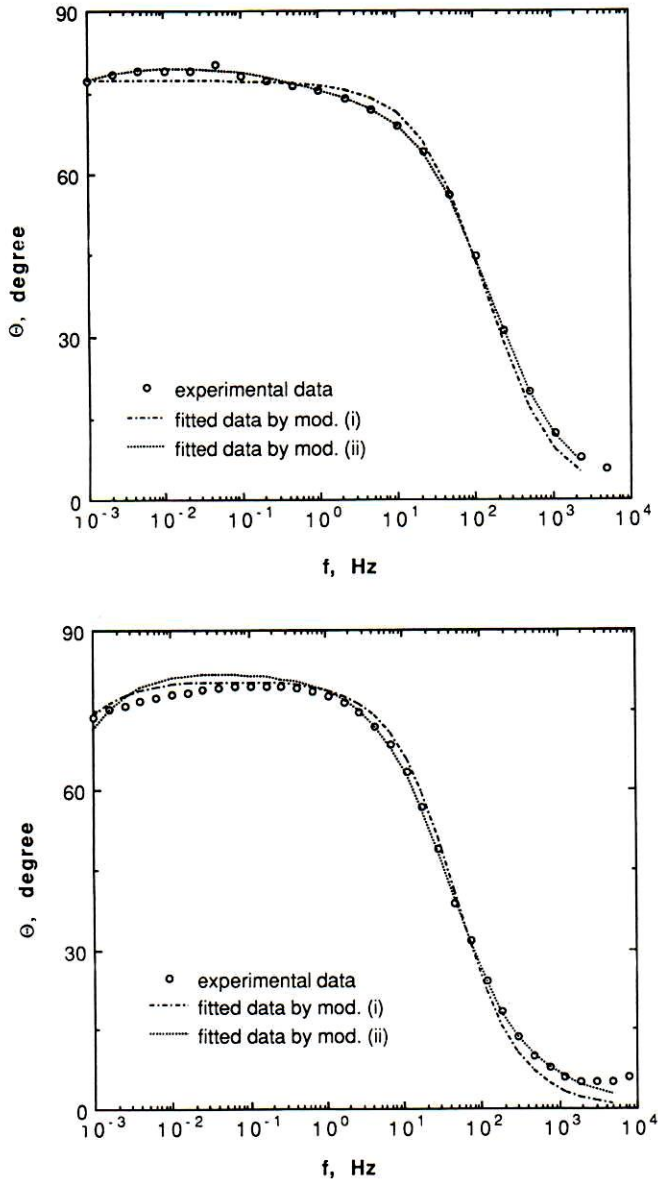 90
60
30
0
Θ, degree
experimental data
fitted data by mod. (i)
fitted data by mod. (ii)
10⁻³ 10⁻² 10⁻¹ 10⁰ 10¹ 10² 10³ 10⁴
f, Hz
90
60
30
0
Θ, degree
experimental data
fitted data by mod. (i)
fitted data by mod. (ii)
10⁻³ 10⁻² 10⁻¹ 10⁰ 10¹ 10² 10³ 10⁴
f, Hz